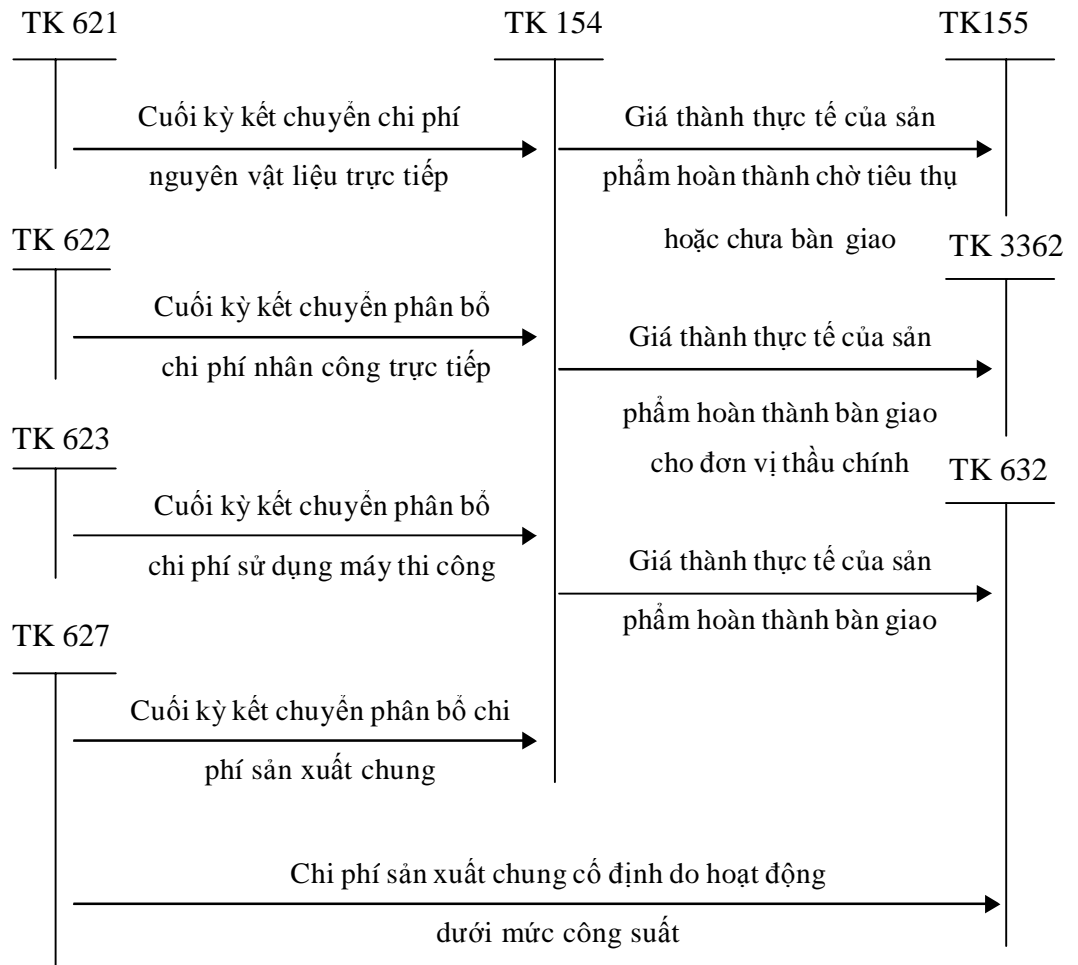 TK 621
TK 154
TK155
Cuối kỳ kết chuyển chi phí
nguyên vật liệu trực tiếp
Giá thành thực tế của sản
phẩm hoàn thành chờ tiêu thụ
hoặc chưa bàn giao
TK 622
TK 3362
Cuối kỳ kết chuyển phân bổ
chi phí nhân công trực tiếp
Giá thành thực tế của sản
phẩm hoàn thành bàn giao
cho đơn vị thầu chính
TK 623
TK 632
Cuối kỳ kết chuyển phân bổ
chi phí sử dụng máy thi công
Giá thành thực tế của sản
phẩm hoàn thành bàn giao
TK 627
Cuối kỳ kết chuyển phân bổ chi
phí sản xuất chung
Chi phí sản xuất chung cố định do hoạt động
dưới mức công suất